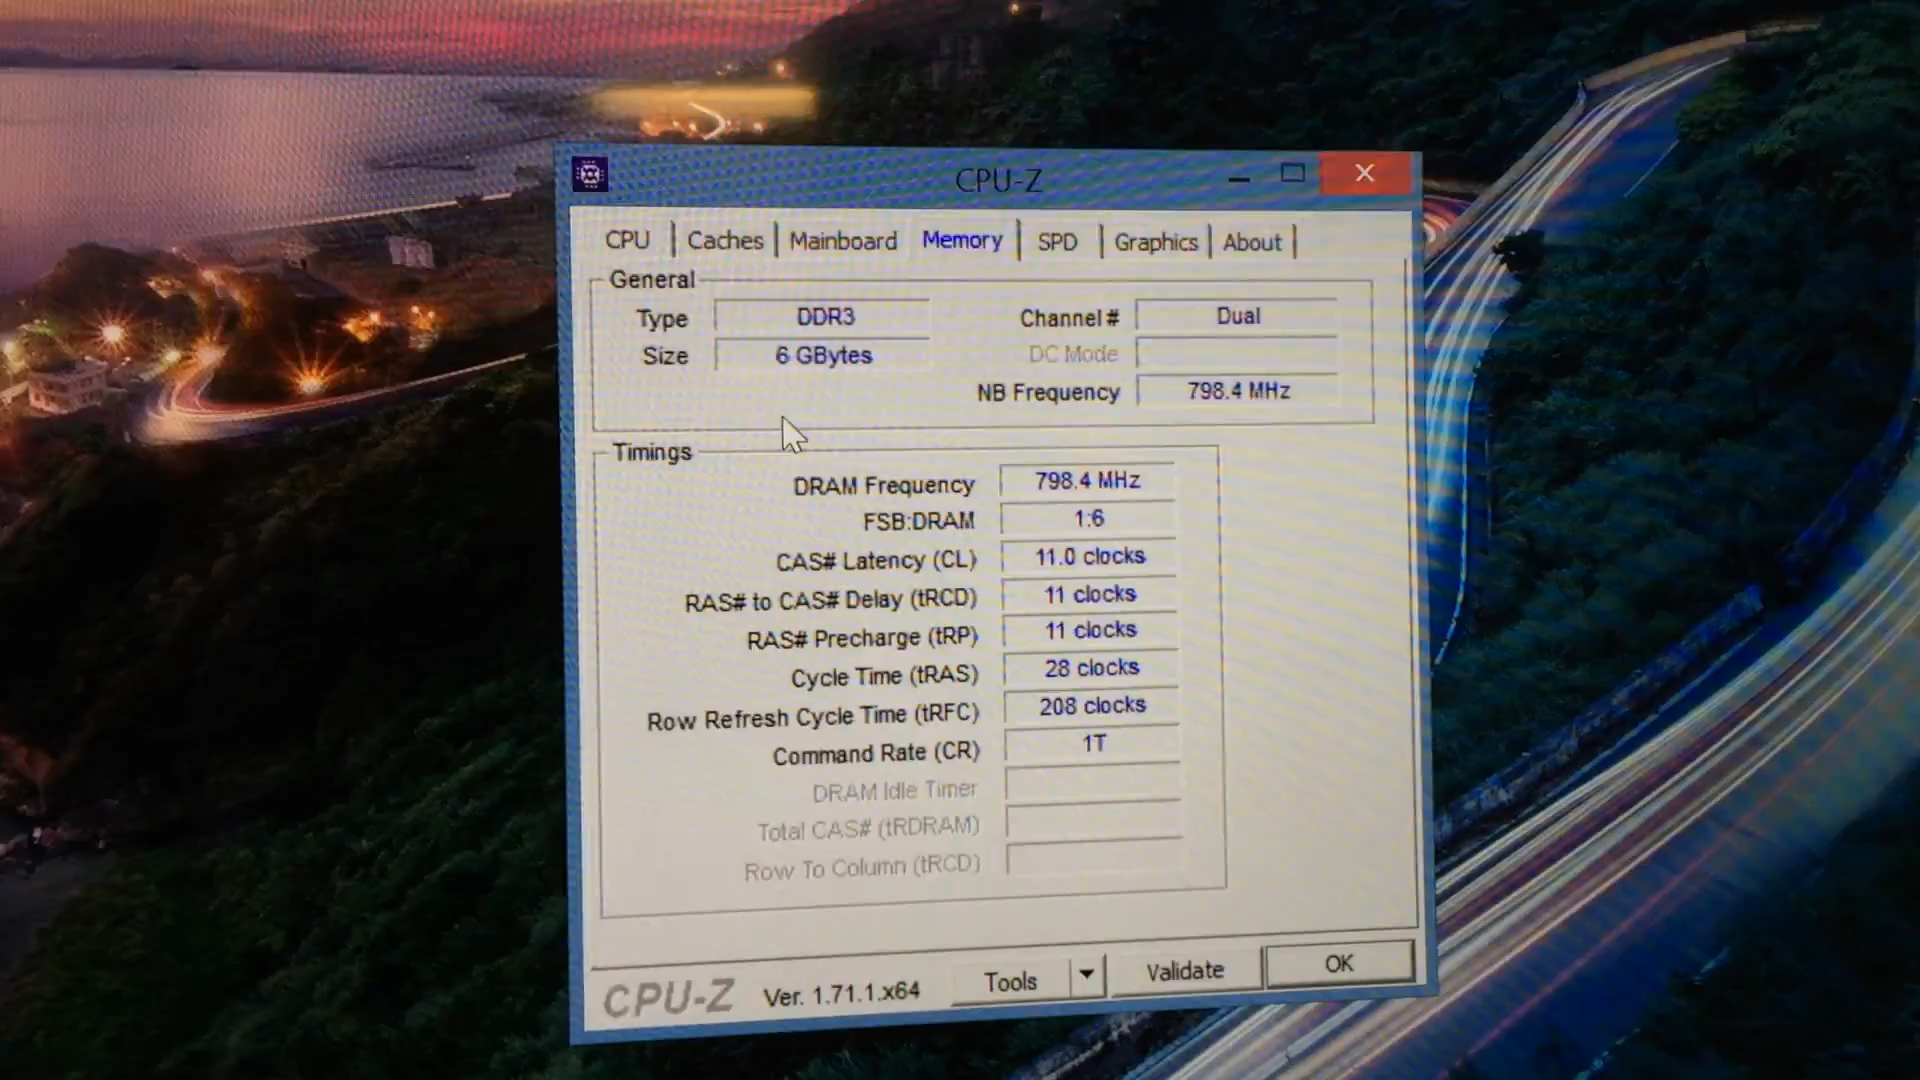 CPU-Z
CPU Caches Mainboard Memory SPD Graphics About
General
Type DDR3 Channel # Dual
Size 6 GBytes DC Mode
NB Frequency 798.4 MHz
Timings
DRAM Frequency 798.4 MHz
FSB:DRAM 1:6
CAS# Latency (CL) 11.0 clocks
RAS# to CAS# Delay (tRCD) 11 clocks
RAS# Precharge (tRP) 11 clocks
Cycle Time (tRAS) 28 clocks
Row Refresh Cycle Time (tRFC) 208 clocks
Command Rate (CR) 1T
DRAM Idle Timer
Total CAS# (tRDRAM)
Row To Column (tRCD)
CPU-Z Ver. 1.71.1.x64 Tools Validate OK